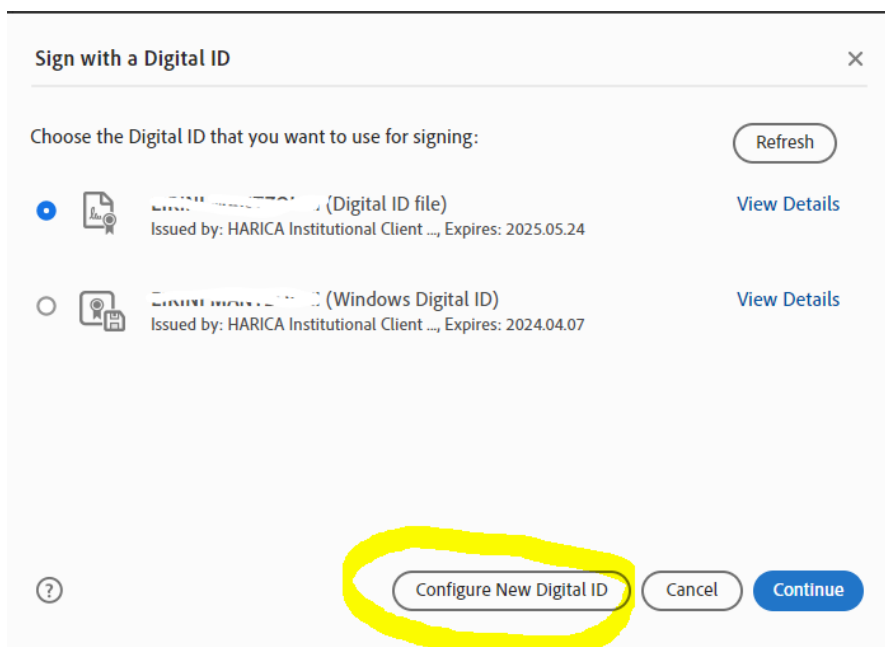 Sign with a Digital ID
Choose the Digital ID that you want to use for signing:
Refresh
(Digital ID file)
View Details
Issued by: HARICA Institutional Client ..., Expires: 2025.05.24
(Windows Digital ID)
View Details
Issued by: HARICA Institutional Client ..., Expires: 2024.04.07
?
Configure New Digital ID
Cancel
Continue